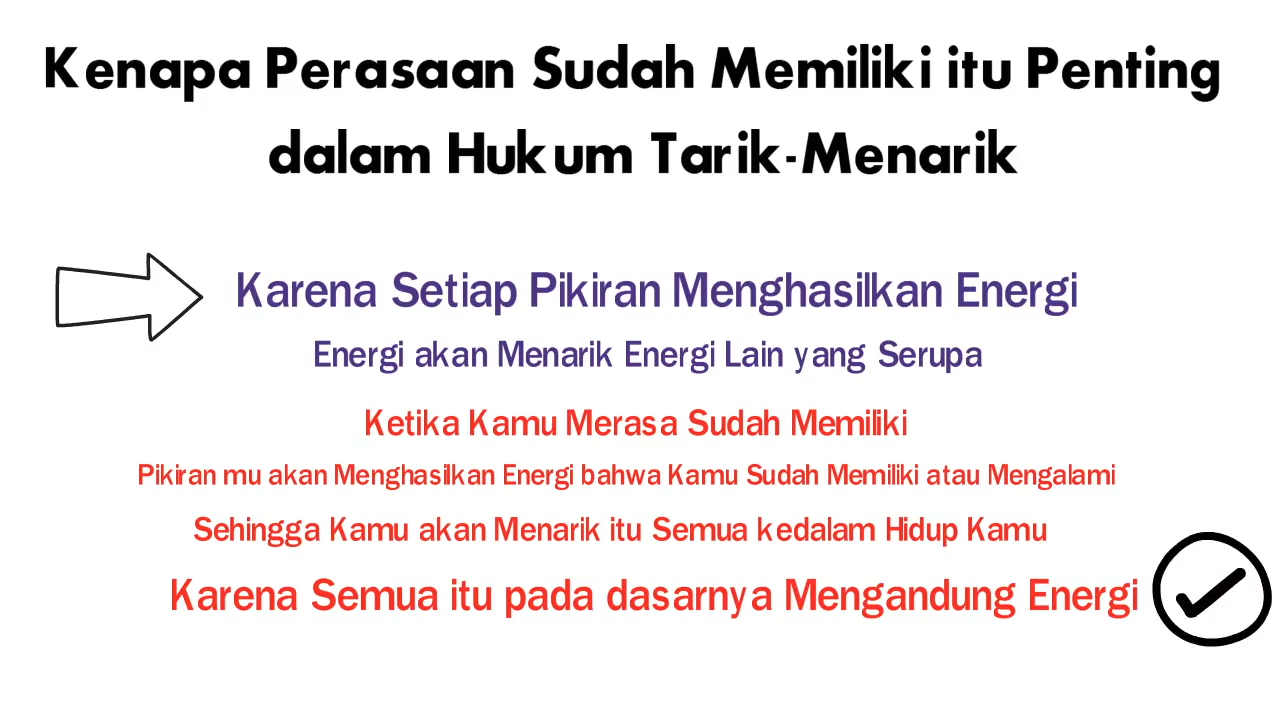 Kenapa Perasaan Sudah Memiliki itu Penting
dalam Hukum Tarik-Menarik
Karena Setiap Pikiran Menghasilkan Energi
Energi akan Menarik Energi Lain yang Serupa
Ketika Kamu Merasa Sudah Memiliki
Pikiran mu akan Menghasilkan Energi bahwa Kamu Sudah Memiliki atau Mengalami
Sehingga Kamu akan Menarik itu Semua kedalam Hidup Kamu
Karena Semua itu pada dasarnya Mengandung Energi